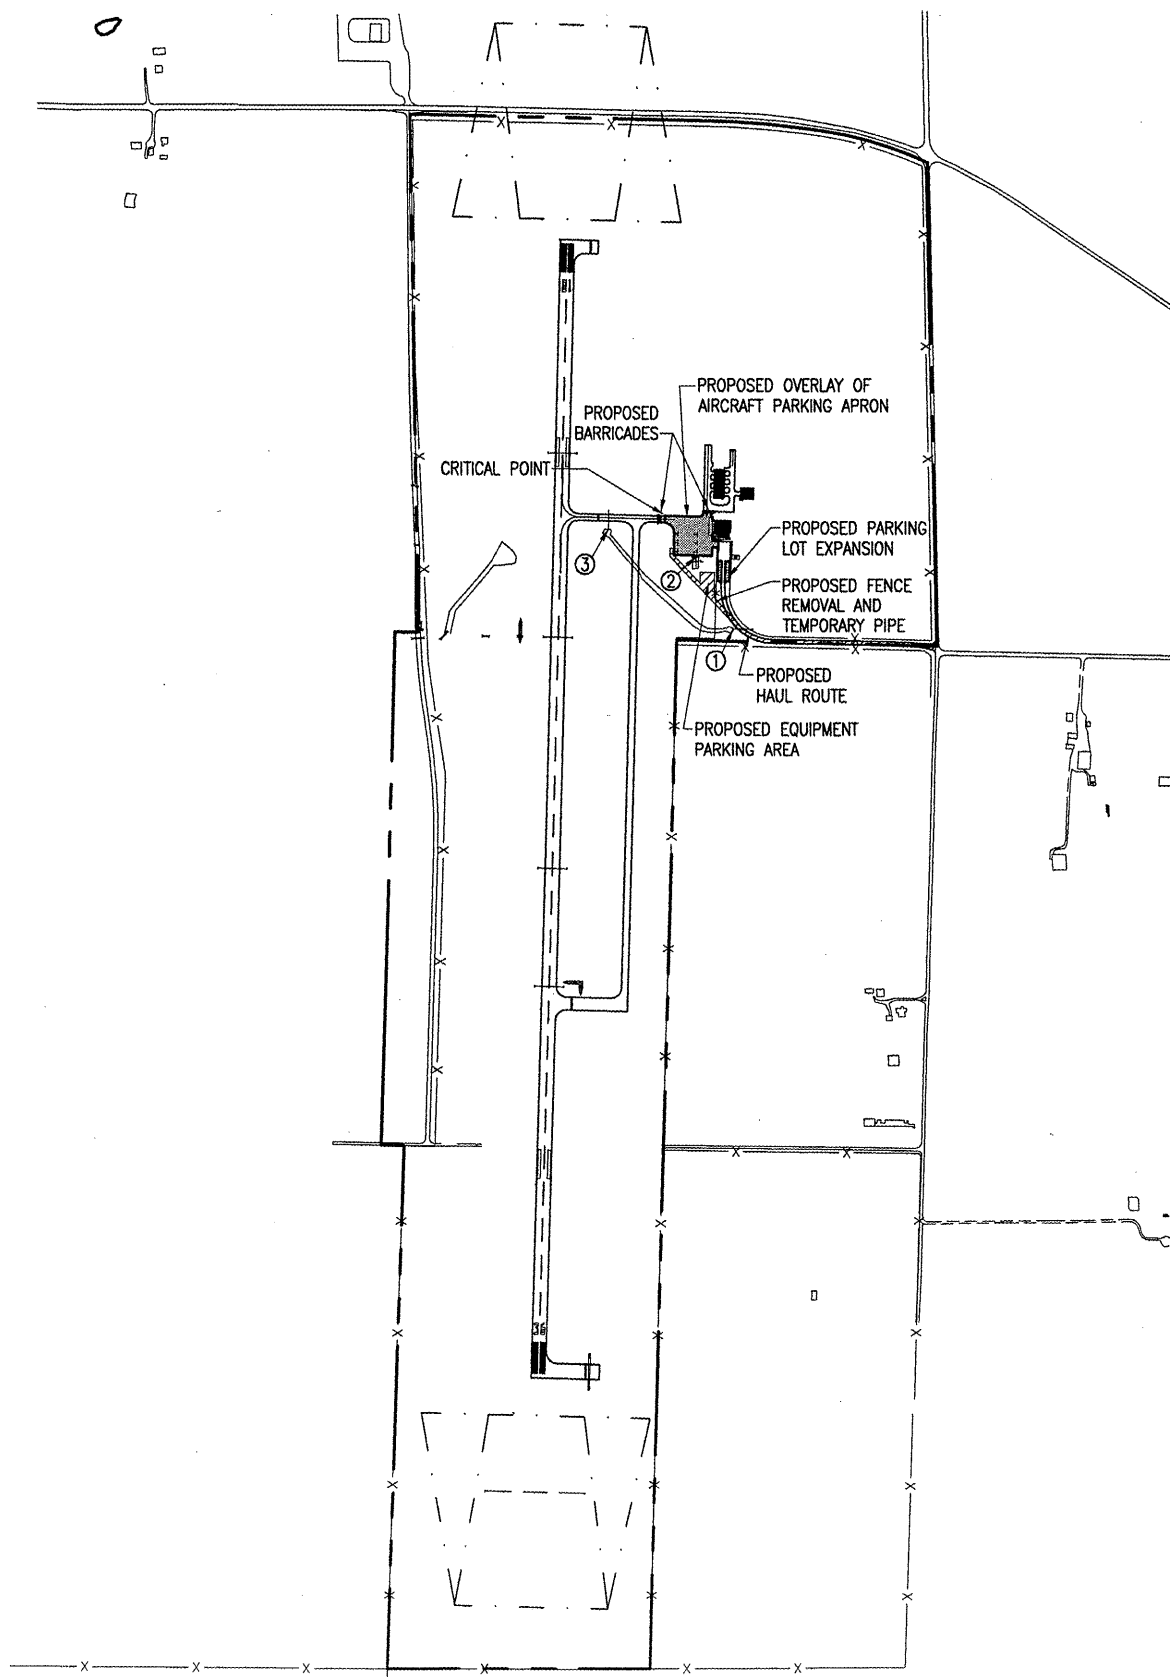 PROPOSED OVERLAY OF
AIRCRAFT PARKING APRON
PROPOSED
BARRICADES
CRITICAL POINT
PROPOSED PARKING
LOT EXPANSION
3
2
PROPOSED FENCE
REMOVAL AND
TEMPORARY PIPE
1
PROPOSED
HAUL ROUTE
PROPOSED EQUIPMENT
PARKING AREA
36